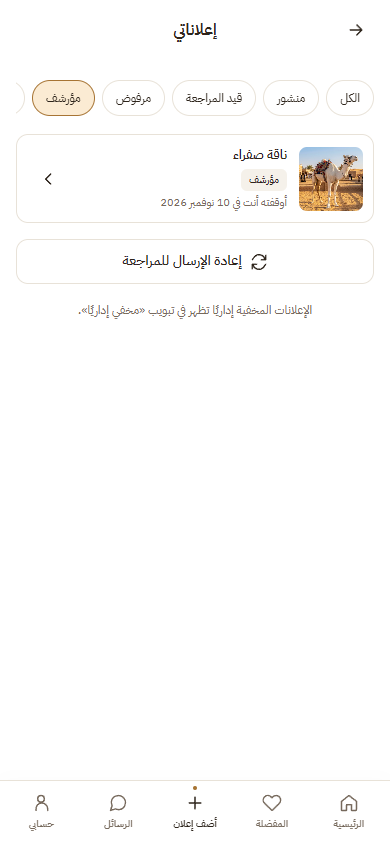 إعلاناتي
الكل
منشور
قيد المراجعة
مرفوض
مؤرشف
ناقة صفراء
مؤرشف
أوقفته أنت في 10 نوفمبر 2026
إعادة الإرسال للمراجعة
الإعلانات المخفية إداريًا تظهر في تبويب «مخفي إداريًا».
الرئيسية
المفضلة
أضف إعلان
الرسائل
حسابي